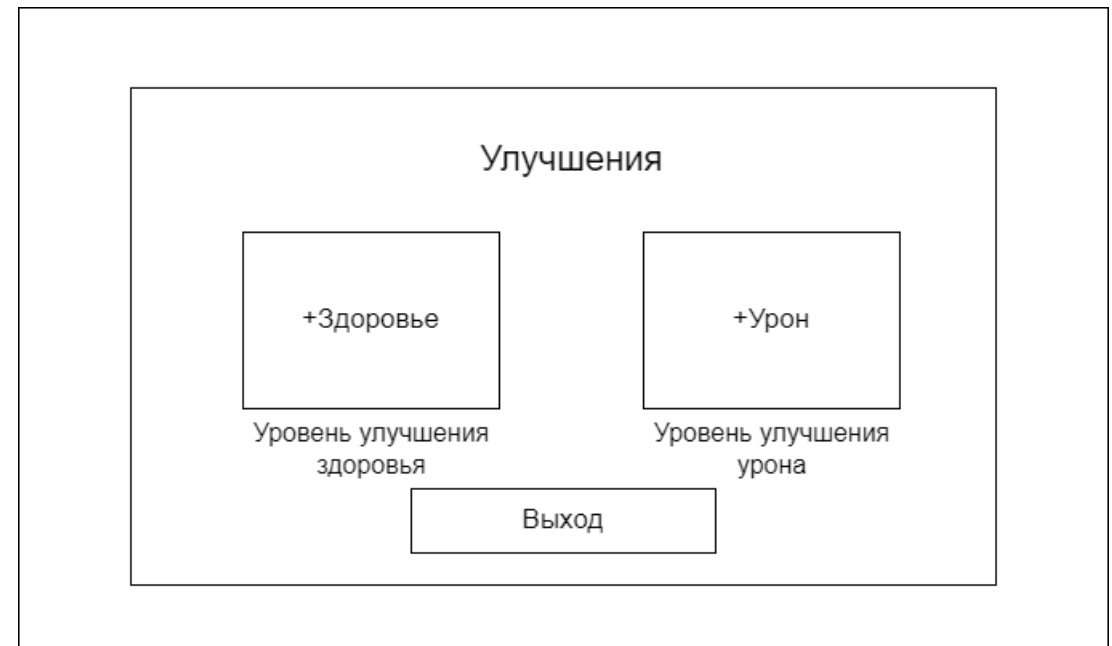 Улучшения
+Здоровье
+Урон
Уровень улучшения
здоровья
Уровень улучшения
урона
Выход